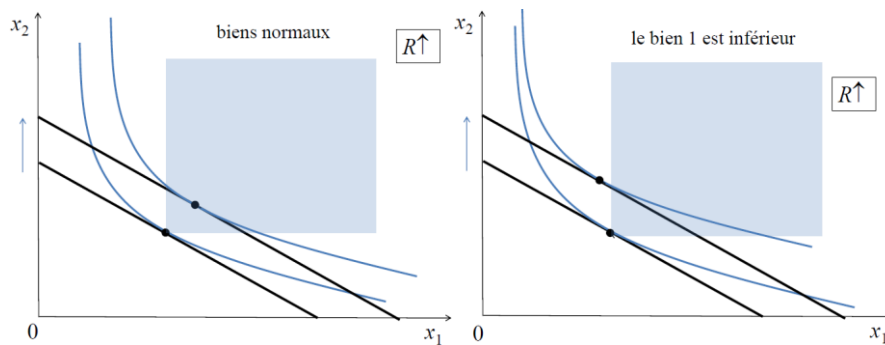 x₂
biens normaux
R↑
0
x₁
x₂
le bien 1 est inférieur
R↑
0
x₁